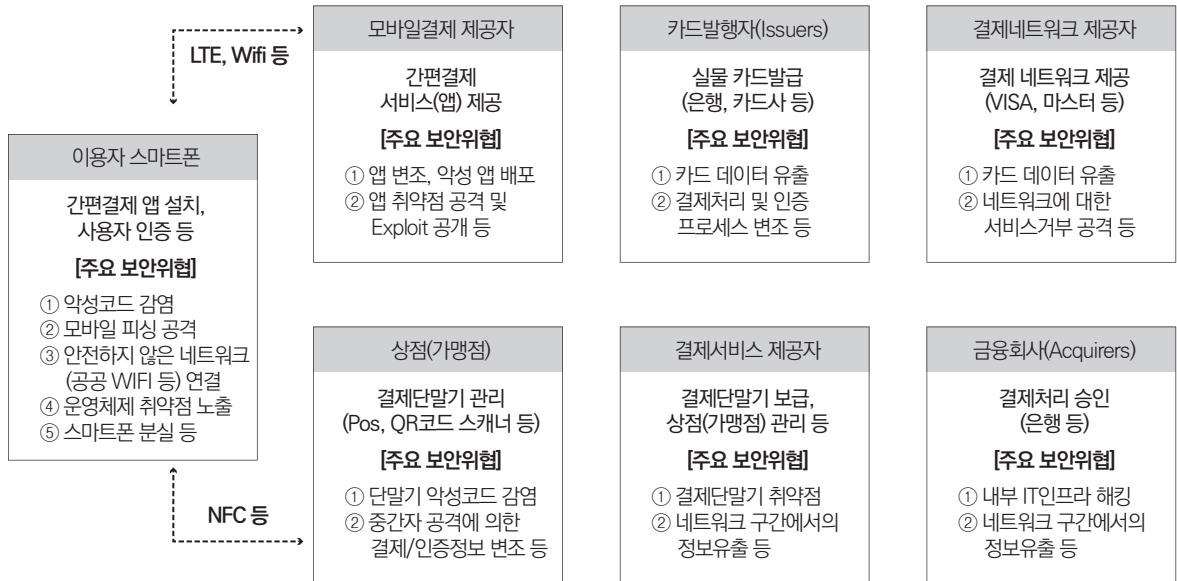 LTE, Wifi 등
이용자 스마트폰
간편결제 앱 설치,
사용자 인증 등
[주요 보안위협]
① 악성코드 감염
② 모바일 피싱 공격
③ 안전하지 않은 네트워크
(공공 WIFI 등) 연결
④ 운영체제 취약점 노출
⑤ 스마트폰 분실 등
NFC 등
모바일결제 제공자
간편결제
서비스(앱) 제공
[주요 보안위협]
① 앱 변조, 악성 앱 배포
② 앱 취약점 공격 및
Exploit 공개 등
카드발행자(Issuers)
실물 카드발급
(은행, 카드사 등)
[주요 보안위협]
① 카드 데이터 유출
② 결제처리 및 인증
프로세스 변조 등
결제네트워크 제공자
결제 네트워크 제공
(VISA, 마스터 등)
[주요 보안위협]
① 카드 데이터 유출
② 네트워크에 대한
서비스거부 공격 등
상점(가맹점)
결제단말기 관리
(Pos, QR코드 스캐너 등)
[주요 보안위협]
① 단말기 악성코드 감염
② 중간자 공격에 의한
결제/인증정보 변조 등
결제서비스 제공자
결제단말기 보급,
상점(가맹점) 관리 등
[주요 보안위협]
① 결제단말기 취약점
② 네트워크 구간에서의
정보유출 등
금융회사(Acquirers)
결제처리 승인
(은행 등)
[주요 보안위협]
① 내부 IT인프라 해킹
② 네트워크 구간에서의
정보유출 등